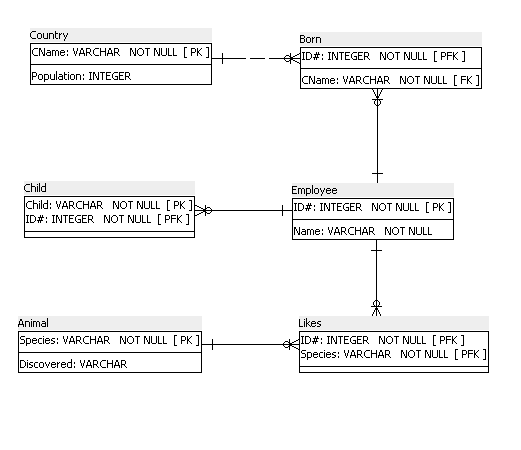 Country
CName: VARCHAR NOT NULL [ PK ]
Population: INTEGER
Born
ID#: INTEGER NOT NULL [ PFK ]
CName: VARCHAR NOT NULL [ FK ]
Child
Child: VARCHAR NOT NULL [ PK ]
ID#: INTEGER NOT NULL [ PFK ]
Employee
ID#: INTEGER NOT NULL [ PK ]
Name: VARCHAR NOT NULL
Animal
Species: VARCHAR NOT NULL [ PK ]
Discovered: VARCHAR
Likes
ID#: INTEGER NOT NULL [ PFK ]
Species: VARCHAR NOT NULL [ PFK ]